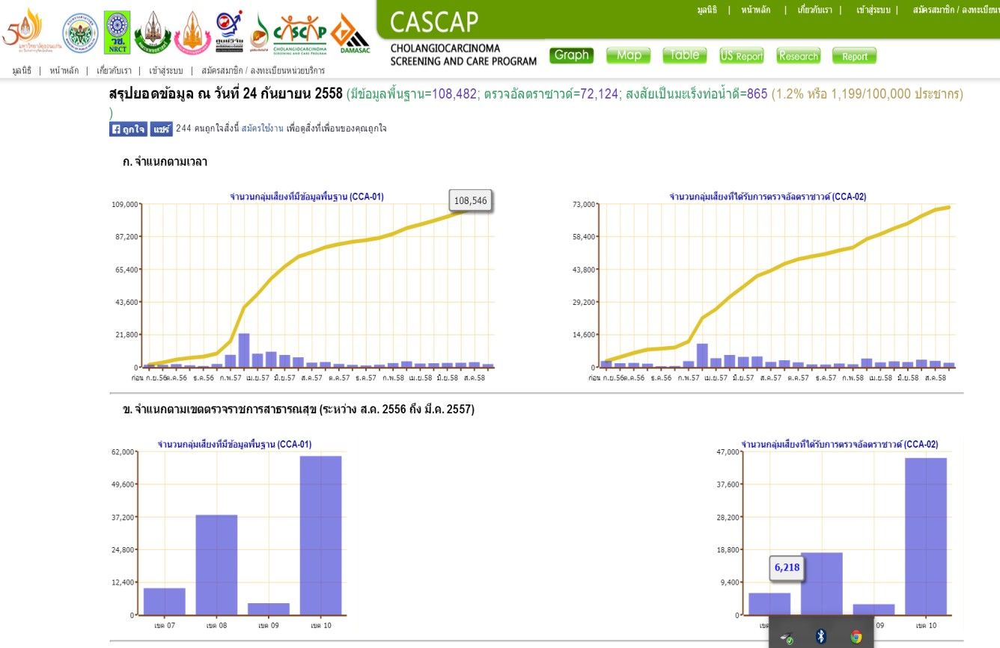 มูลนิธิ | หน้าหลัก | เกี่ยวกับเรา | เข้าสู่ระบบ | สมัครสมาชิก / ลงทะเบียนหน่
50
มหาวิทยาลัยขอนแก่น
วช.
NRCT
CASCAP
CHOLANGIOCARCINOMA
SCREENING AND CARE PROGRAM
DAMASAC
CASCAP
CHOLANGIOCARCINOMA
SCREENING AND CARE PROGRAM
Graph Map Table US Report Research Report
มูลนิธิ | หน้าหลัก | เกี่ยวกับเรา | เข้าสู่ระบบ | สมัครสมาชิก / ลงทะเบียนหน่วยบริการ
สรุปยอดข้อมูล ณ วันที่ 24 กันยายน 2558 (มีข้อมูลพื้นฐาน=108,482; ตรวจอัลตราซาวด์=72,124; สงสัยเป็นมะเร็งท่อน้ำดี=865 (1.2% หรือ 1,199/100,000 ประชากร)
)
ถูกใจ แชร์ 244 คนถูกใจสิ่งนี้ สมัครใช้งาน เพื่อดูสิ่งที่เพื่อนของคุณถูกใจ
ก. จำแนกตามเวลา
จำนวนกลุ่มเสี่ยงที่มีข้อมูลพื้นฐาน (CCA-01)
108,546
109,000
87,200
65,400
43,600
21,800
0
ก่อน ก.ย.56 ต.ค.56 ธ.ค.56 ก.พ.57 เม.ย.57 มิ.ย.57 ส.ค.57 ต.ค.57 ธ.ค.57 ก.พ.58 เม.ย.58 มิ.ย.58 ส.ค.58
จำนวนกลุ่มเสี่ยงที่ได้รับการตรวจอัลตราซาวด์ (CCA-02)
73,000
58,400
43,800
29,200
14,600
0
ก่อน ก.ย.56 ต.ค.56 ธ.ค.56 ก.พ.57 เม.ย.57 มิ.ย.57 ส.ค.57 ต.ค.57 ธ.ค.57 ก.พ.58 เม.ย.58 มิ.ย.58 ส.ค.58
ข. จำแนกตามเขตตรวจราชการสาธารณสุข (ระหว่าง ส.ค. 2556 ถึง มี.ค. 2557)
จำนวนกลุ่มเสี่ยงที่มีข้อมูลพื้นฐาน (CCA-01)
62,000
49,600
37,200
24,800
12,400
0
เขต 07 เขต 08 เขต 09 เขต 10
จำนวนกลุ่มเสี่ยงที่ได้รับการตรวจอัลตราซาวด์ (CCA-02)
47,000
37,600
28,200
18,800
9,400
0
6,218
09 เขต 10